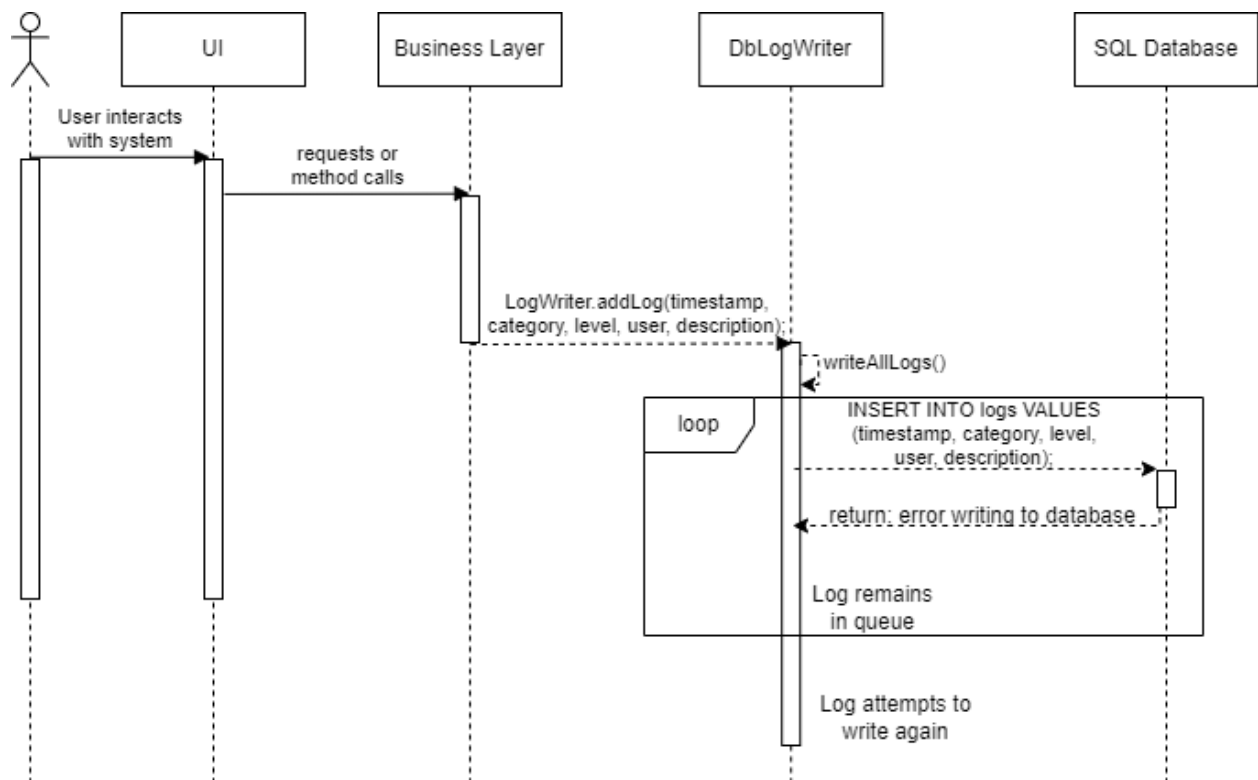 UI
Business Layer
DbLogWriter
SQL Database
User interacts
with system
requests or
method calls
LogWriter.addLog(timestamp,
category, level, user, description);
writeAllLogs()
loop
INSERT INTO logs VALUES
(timestamp, category, level,
user, description);
return: error writing to database
Log remains
in queue
Log attempts to
write again